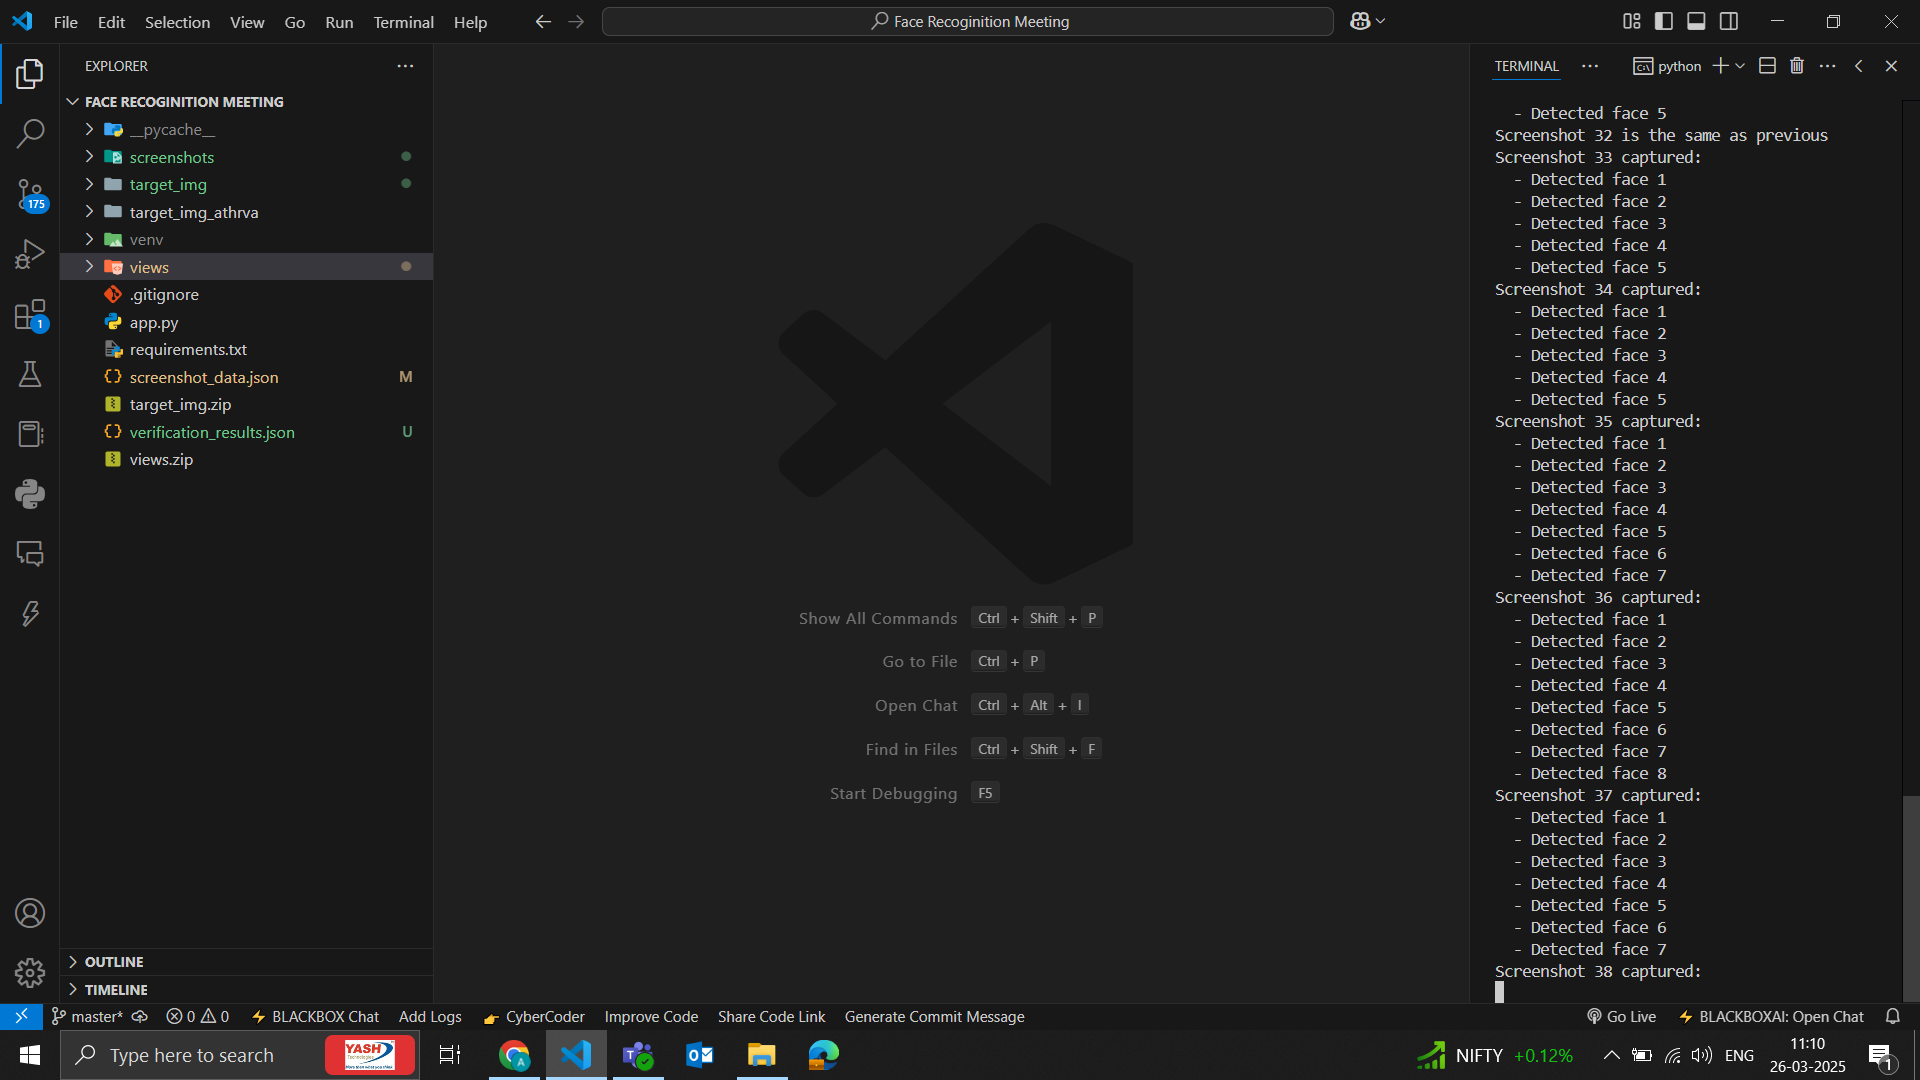 File Edit Selection View Go Run Terminal Help
Face Recoginition Meeting
EXPLORER
FACE RECOGINITION MEETING
__pycache__
screenshots
target_img
target_img_athrva
venv
views
.gitignore
app.py
requirements.txt
screenshot_data.json M
target_img.zip
verification_results.json U
views.zip
175
1
OUTLINE
TIMELINE
Show All Commands Ctrl + Shift + P
Go to File Ctrl + P
Open Chat Ctrl + Alt + I
Find in Files Ctrl + Shift + F
Start Debugging F5
TERMINAL
python
- Detected face 5
Screenshot 32 is the same as previous
Screenshot 33 captured:
- Detected face 1
- Detected face 2
- Detected face 3
- Detected face 4
- Detected face 5
Screenshot 34 captured:
- Detected face 1
- Detected face 2
- Detected face 3
- Detected face 4
- Detected face 5
Screenshot 35 captured:
- Detected face 1
- Detected face 2
- Detected face 3
- Detected face 4
- Detected face 5
- Detected face 6
- Detected face 7
Screenshot 36 captured:
- Detected face 1
- Detected face 2
- Detected face 3
- Detected face 4
- Detected face 5
- Detected face 6
- Detected face 7
- Detected face 8
Screenshot 37 captured:
- Detected face 1
- Detected face 2
- Detected face 3
- Detected face 4
- Detected face 5
- Detected face 6
- Detected face 7
Screenshot 38 captured:
master* 0 0 BLACKBOX Chat Add Logs CyberCoder Improve Code Share Code Link Generate Commit Message Go Live BLACKBOXAI: Open Chat
Type here to search
YASH
Technologies
NIFTY +0.12%
ENG
11:10
26-03-2025
1